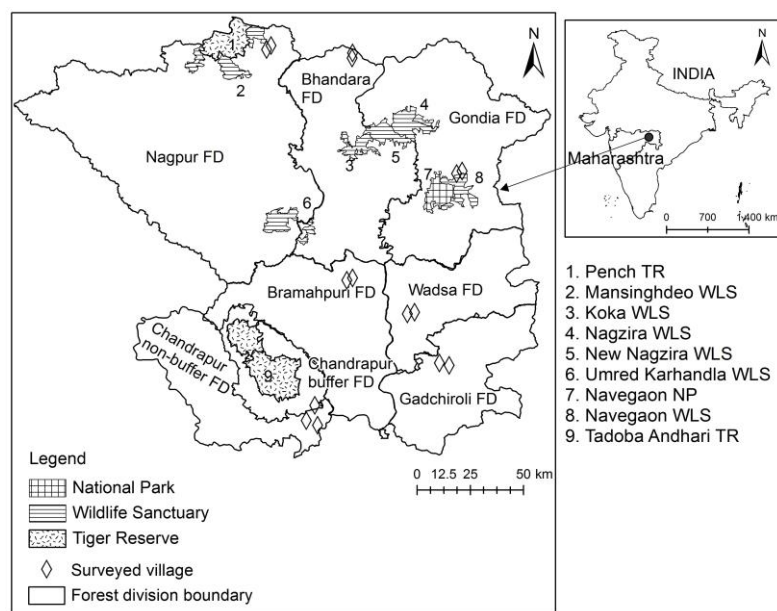 1
2
Bhandara
FD
N
4
Gondia FD
Nagpur FD
3
5
7
8
6
Bramahpuri FD
Wadsa FD
Chandrapur
non-buffer FD
9
Chandrapur
buffer FD
Gadchiroli FD
Legend
National Park
Wildlife Sanctuary
Tiger Reserve
Surveyed village
Forest division boundary
0 12.5 25 50 km
N
INDIA
Maharashtra
0 700 1,400 km
1. Pench TR
2. Mansinghdeo WLS
3. Koka WLS
4. Nagzira WLS
5. New Nagzira WLS
6. Umred Karhandla WLS
7. Navegaon NP
8. Navegaon WLS
9. Tadoba Andhari TR